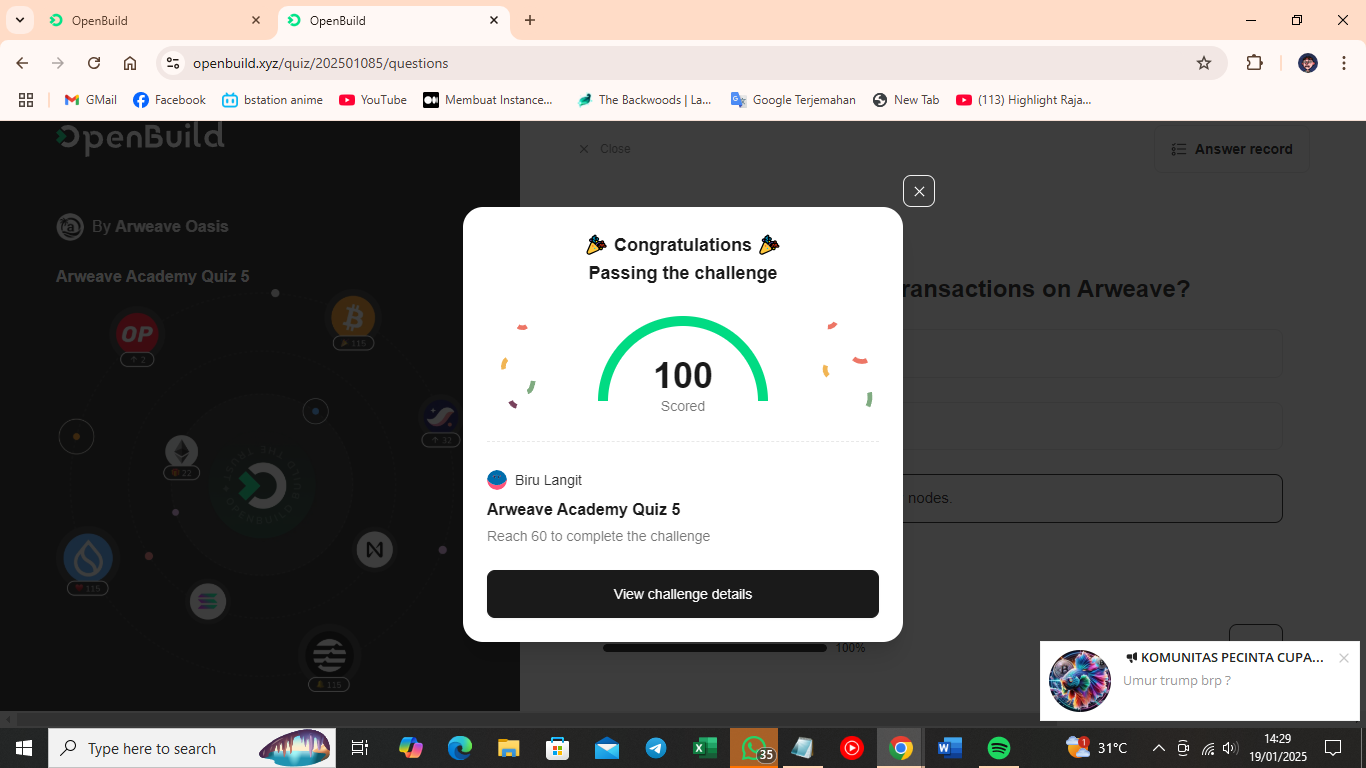 OpenBuild
OpenBuild
openbuild.xyz/quiz/202501085/questions
GMail
Facebook
bstation anime
YouTube
Membuat Instance...
The Backwoods | La...
Google Terjemahan
New Tab
(113) Highlight Raja...
OpenBuild
Close
Answer record
By Arweave Oasis
Arweave Academy Quiz 5
Congratulations
Passing the challenge
ransactions on Arweave?
OP
2
115
100
Scored
32
22
nodes.
Biru Langit
Arweave Academy Quiz 5
Reach 60 to complete the challenge
115
View challenge details
100%
115
KOMUNITAS PECINTA CUPA...
Umur trump brp ?
Type here to search
35
1
31°C
14:29
19/01/2025